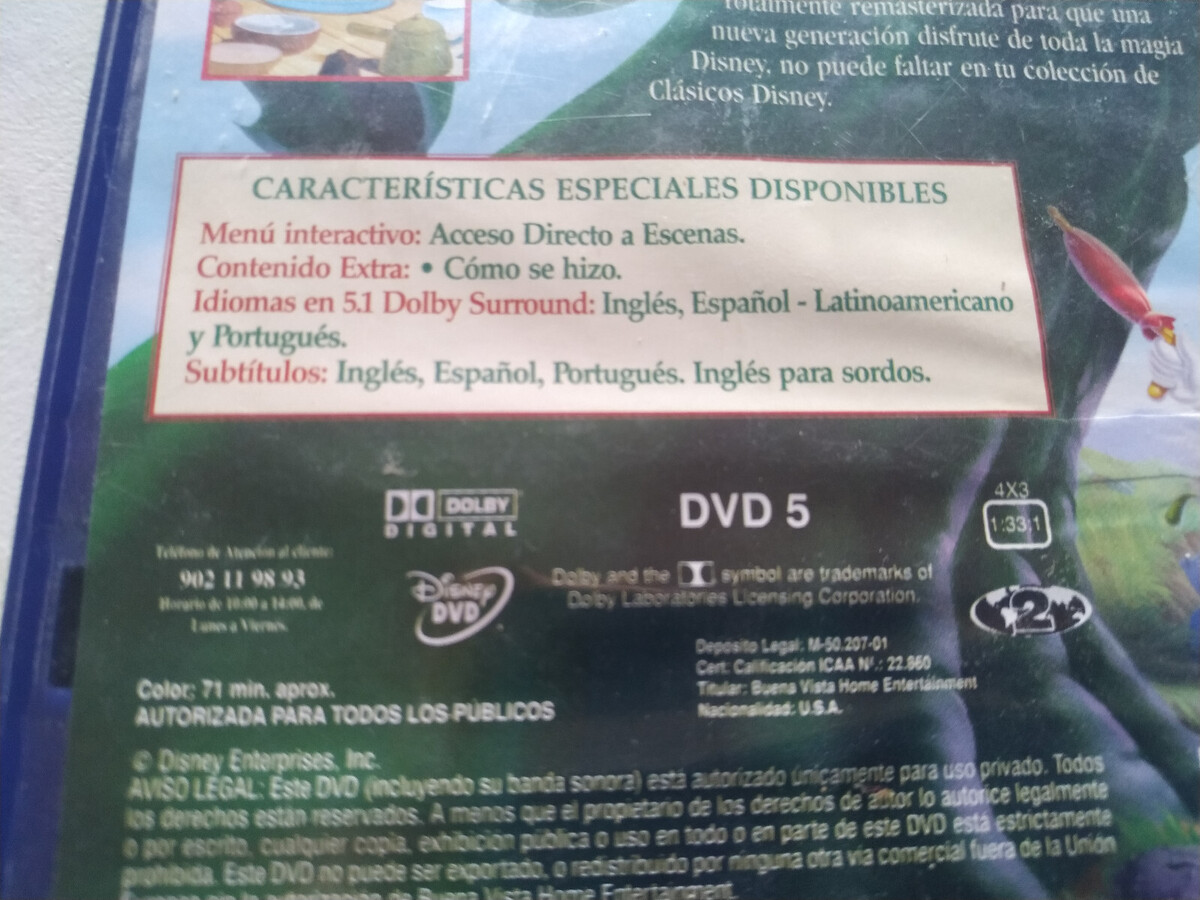 totalmente remasterizada para que una
nueva generación disfrute de toda la magia
Disney, no puede faltar en tu colección de
Clásicos Disney.
CARACTERÍSTICAS ESPECIALES DISPONIBLES
Menú interactivo: Acceso Directo a Escenas.
Contenido Extra: • Cómo se hizo.
Idiomas en 5.1 Dolby Surround: Inglés, Español - Latinoamericano
y Portugués.
Subtítulos: Inglés, Español, Portugués. Inglés para sordos.
DOLBY
DIGITAL
DVD 5
4X3
1:33:1
Teléfono de Atención al cliente:
902 11 98 93
Horario de 10:00 a 14:00, de
Lunes a Viernes.
Disney
DVD
Dolby and the symbol are trademarks of
Dolby Laboratories Licensing Corporation.
2
Deposito Legal: M-50.207-01
Cert. Calificación ICAA Nº.: 22.860
Titular: Buena Vista Home Entertainment
Nacionalidad: U.S.A.
Color: 71 min. aprox.
AUTORIZADA PARA TODOS LOS PUBLICOS
© Disney Enterprises, Inc.
AVISO LEGAL: Este DVD (incluyendo su banda sonora) está autorizado únicamente para uso privado. Todos
los derechos están reservados. A menos que el propietario de los derechos de autor lo autorice legalmente
o por escrito, cualquier copia, exhibición pública o uso en todo o en parte de este DVD está estrictamente
prohibida. Este DVD no puede ser exportado, o redistribuido por ninguna otra via comercial fuera de la Unión
Buena Vista Home Entertainment.